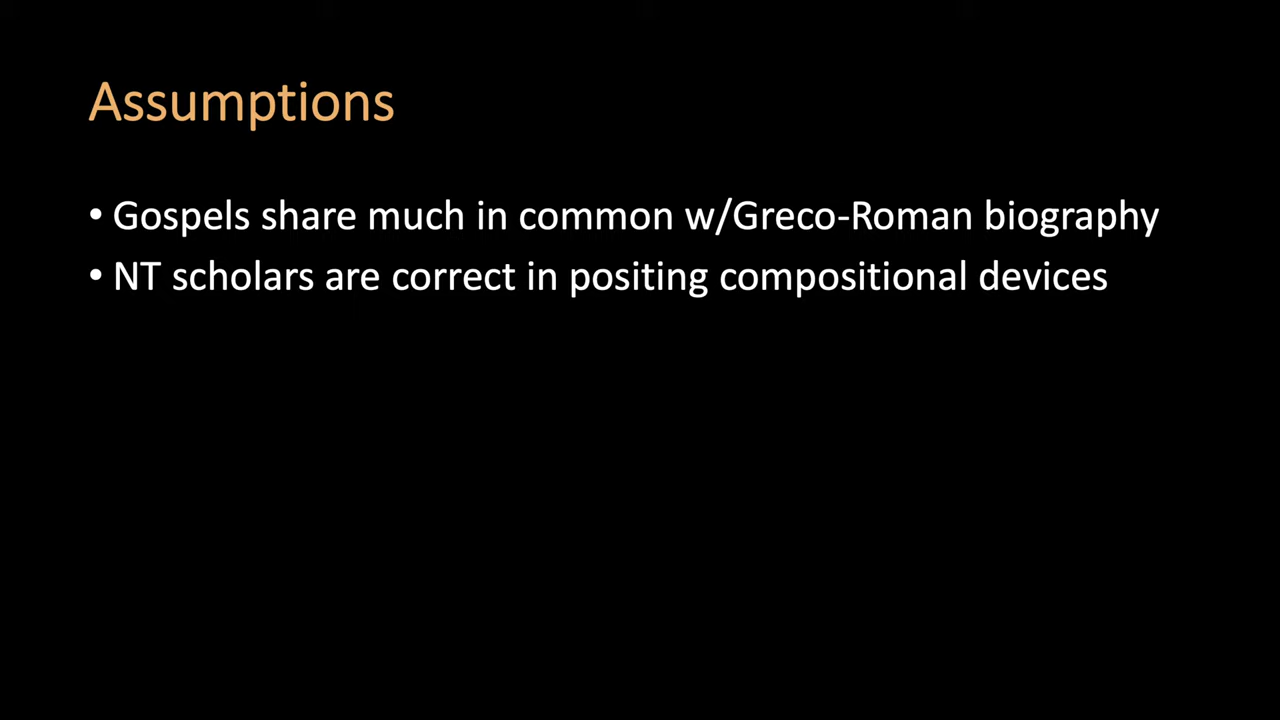 Assumptions
• Gospels share much in common w/Greco-Roman biography
• NT scholars are correct in positing compositional devices